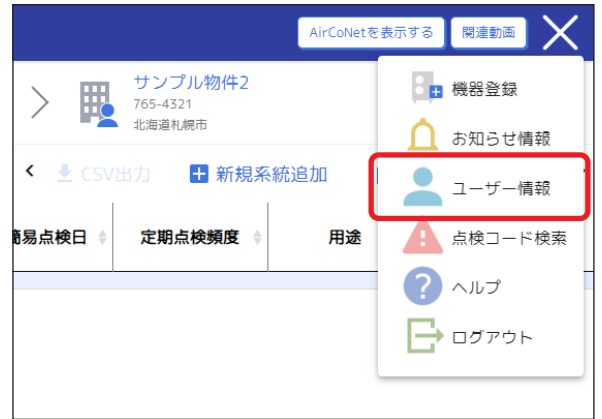 AirCoNetを表示する
関連動画
サンプル物件2
765-4321
北海道札幌市
CSV出力
新規系統追加
易点検日
定期点検頻度
用途
機器登録
お知らせ情報
ユーザー情報
点検コード検索
ヘルプ
ログアウト